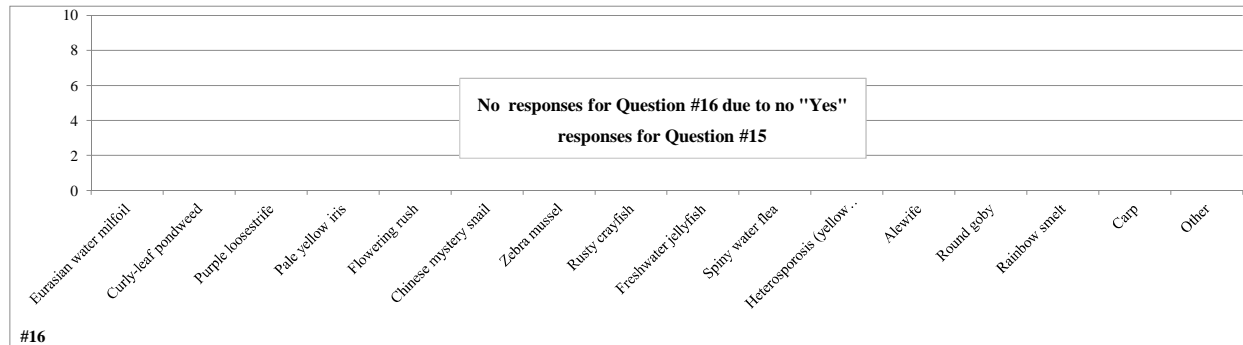 10
8
6
4
2
0
No responses for Question #16 due to no "Yes"
responses for Question #15
Eurasian water milfoil
Curly-leaf pondweed
Purple loosestrife
Pale yellow iris
Flowering rush
Chinese mystery snail
Zebra mussel
Rusty crayfish
Freshwater jellyfish
Spiny water flea
Heterosporosis (yellow…
Alewife
Round goby
Rainbow smelt
Carp
Other
#16